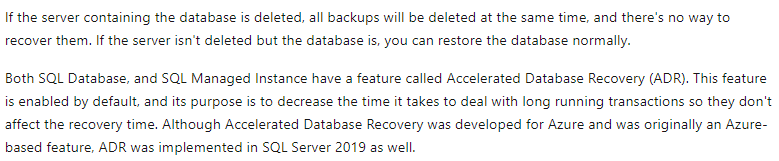 If the server containing the database is deleted, all backups will be deleted at the same time, and there's no way to
recover them. If the server isn't deleted but the database is, you can restore the database normally.
Both SQL Database, and SQL Managed Instance have a feature called Accelerated Database Recovery (ADR). This feature
is enabled by default, and its purpose is to decrease the time it takes to deal with long running transactions so they don't
affect the recovery time. Although Accelerated Database Recovery was developed for Azure and was originally an Azure-
based feature, ADR was implemented in SQL Server 2019 as well.